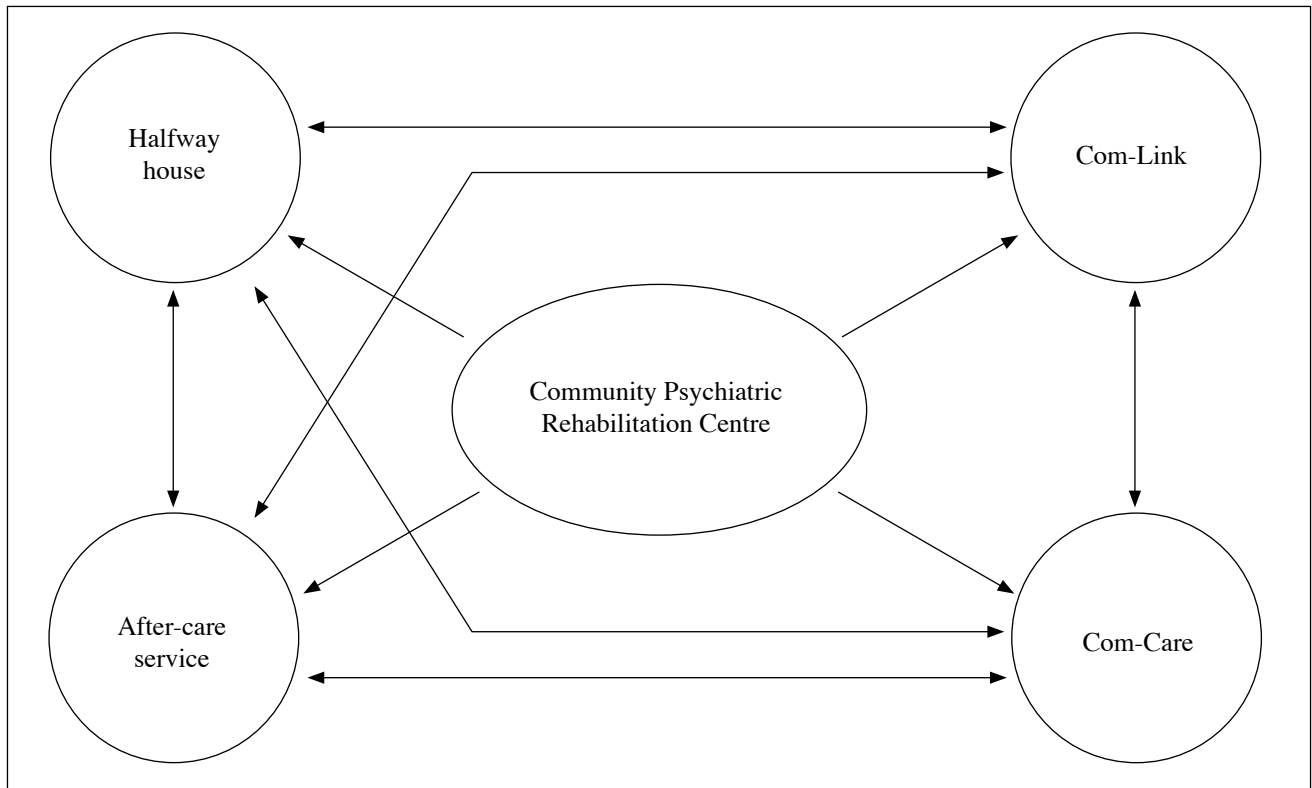 Halfway
house
Com-Link
Community Psychiatric
Rehabilitation Centre
After-care
service
Com-Care